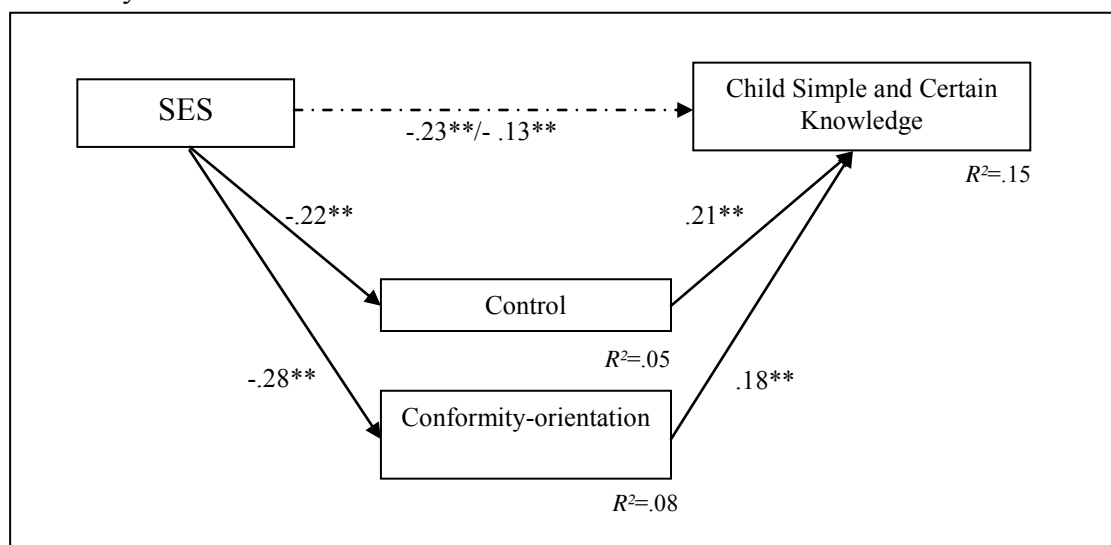 SES
Child Simple and Certain
Knowledge
-.23**/- .13**
R²=.15
-.22**
.21**
Control
R²=.05
-.28**
.18**
Conformity-orientation
R²=.08